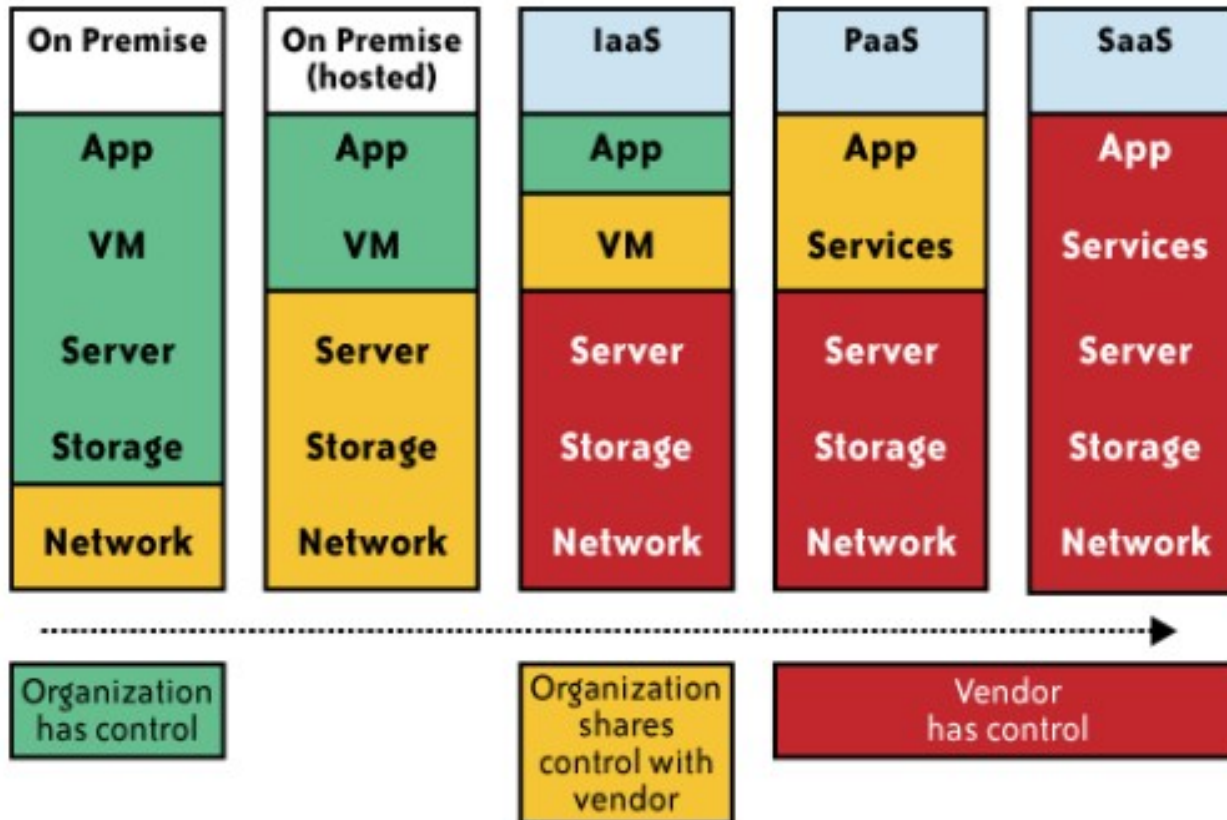 On Premise
App
VM
Server
Storage
Network
On Premise
(hosted)
App
VM
Server
Storage
Network
IaaS
App
VM
Server
Storage
Network
PaaS
App
Services
Server
Storage
Network
SaaS
App
Services
Server
Storage
Network
Organization
has control
Organization
shares
control with
vendor
Vendor
has control